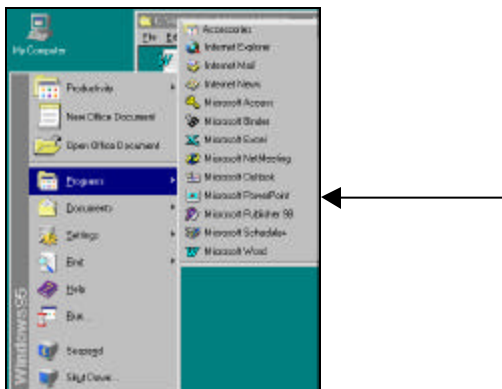 My Computer
Productivity
New Office Document
Open Office Document
Programs
Documents
Settings
Find
Help
Run...
Suspend
Shut Down...
Windows95
Accessories
Internet Explorer
Internet Mail
Internet News
Microsoft Access
Microsoft Binder
Microsoft Excel
Microsoft NetMeeting
Microsoft Outlook
Microsoft PowerPoint
Microsoft Publisher 98
Microsoft Schedule+
Microsoft Word